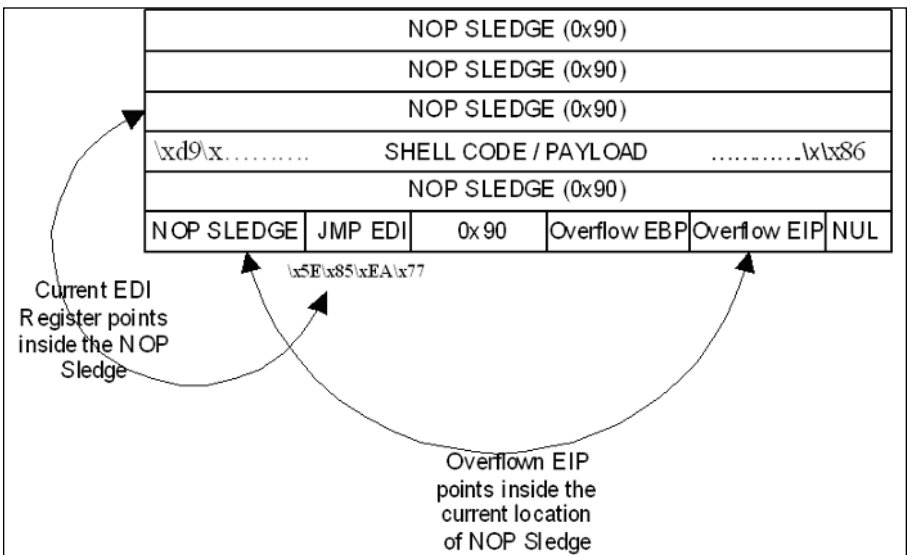 NOP SLEDGE (0x90)
NOP SLEDGE (0x90)
NOP SLEDGE (0x90)
\xd9\x.......... SHELL CODE / PAYLOAD ............\x\x86
NOP SLEDGE (0x90)
NOP SLEDGE JMP EDI 0x90 Overflow EBP Overflow EIP NUL
\x5E\x85\xEA\x77
Current EDI
Register points
inside the NOP
Sledge
Overflown EIP
points inside the
current location
of NOP Sledge